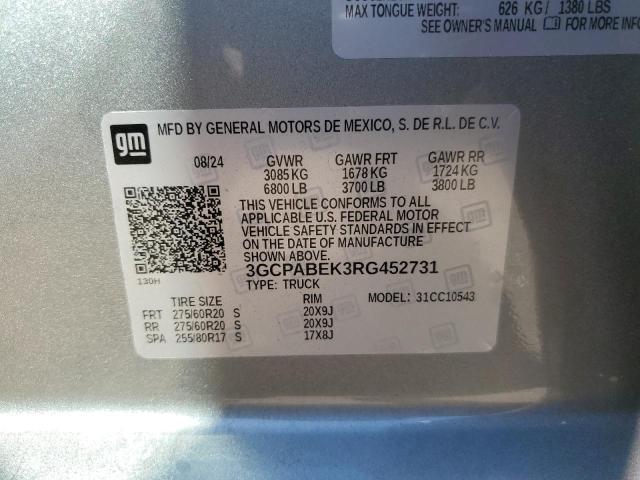 MAX TONGUE WEIGHT: 626 KG/ 1380 LBS
SEE OWNER'S MANUAL FOR MORE INFO
gm
MFD BY GENERAL MOTORS DE MEXICO, S. DE R.L. DE C.V.
08/24 GVWR GAWR FRT GAWR RR
3085 KG 1678 KG 1724 KG
6800 LB 3700 LB 3800 LB
THIS VEHICLE CONFORMS TO ALL
APPLICABLE U.S. FEDERAL MOTOR
VEHICLE SAFETY STANDARDS IN EFFECT
ON THE DATE OF MANUFACTURE
SHOWN ABOVE.
130H
3GCPABEK3RG452731
TYPE: TRUCK
TIRE SIZE RIM MODEL: 31CC10543
FRT 275/60R20 S 20X9J
RR 275/60R20 S 20X9J
SPA 255/80R17 S 17X8J